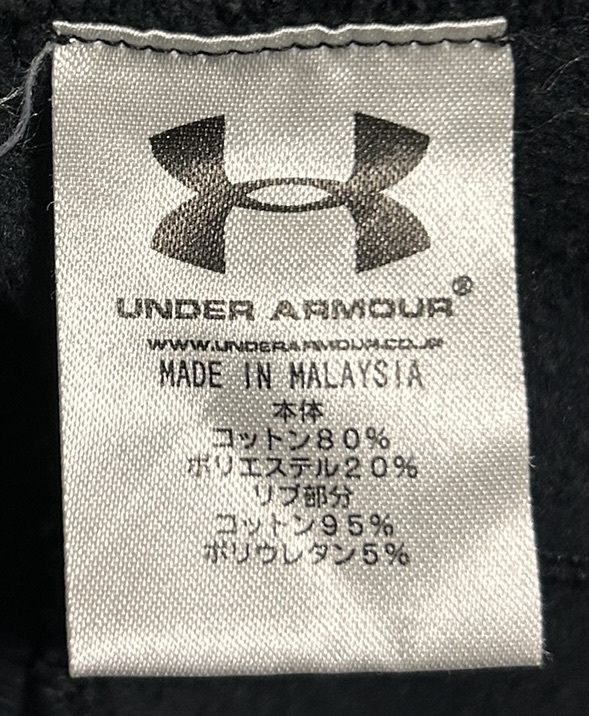 UNDER ARMOUR®
WWW.UNDERARMOUR.CO.JP
MADE IN MALAYSIA
本体
コットン80%
ポリエステル20%
リブ部分
コットン95%
ポリウレタン5%